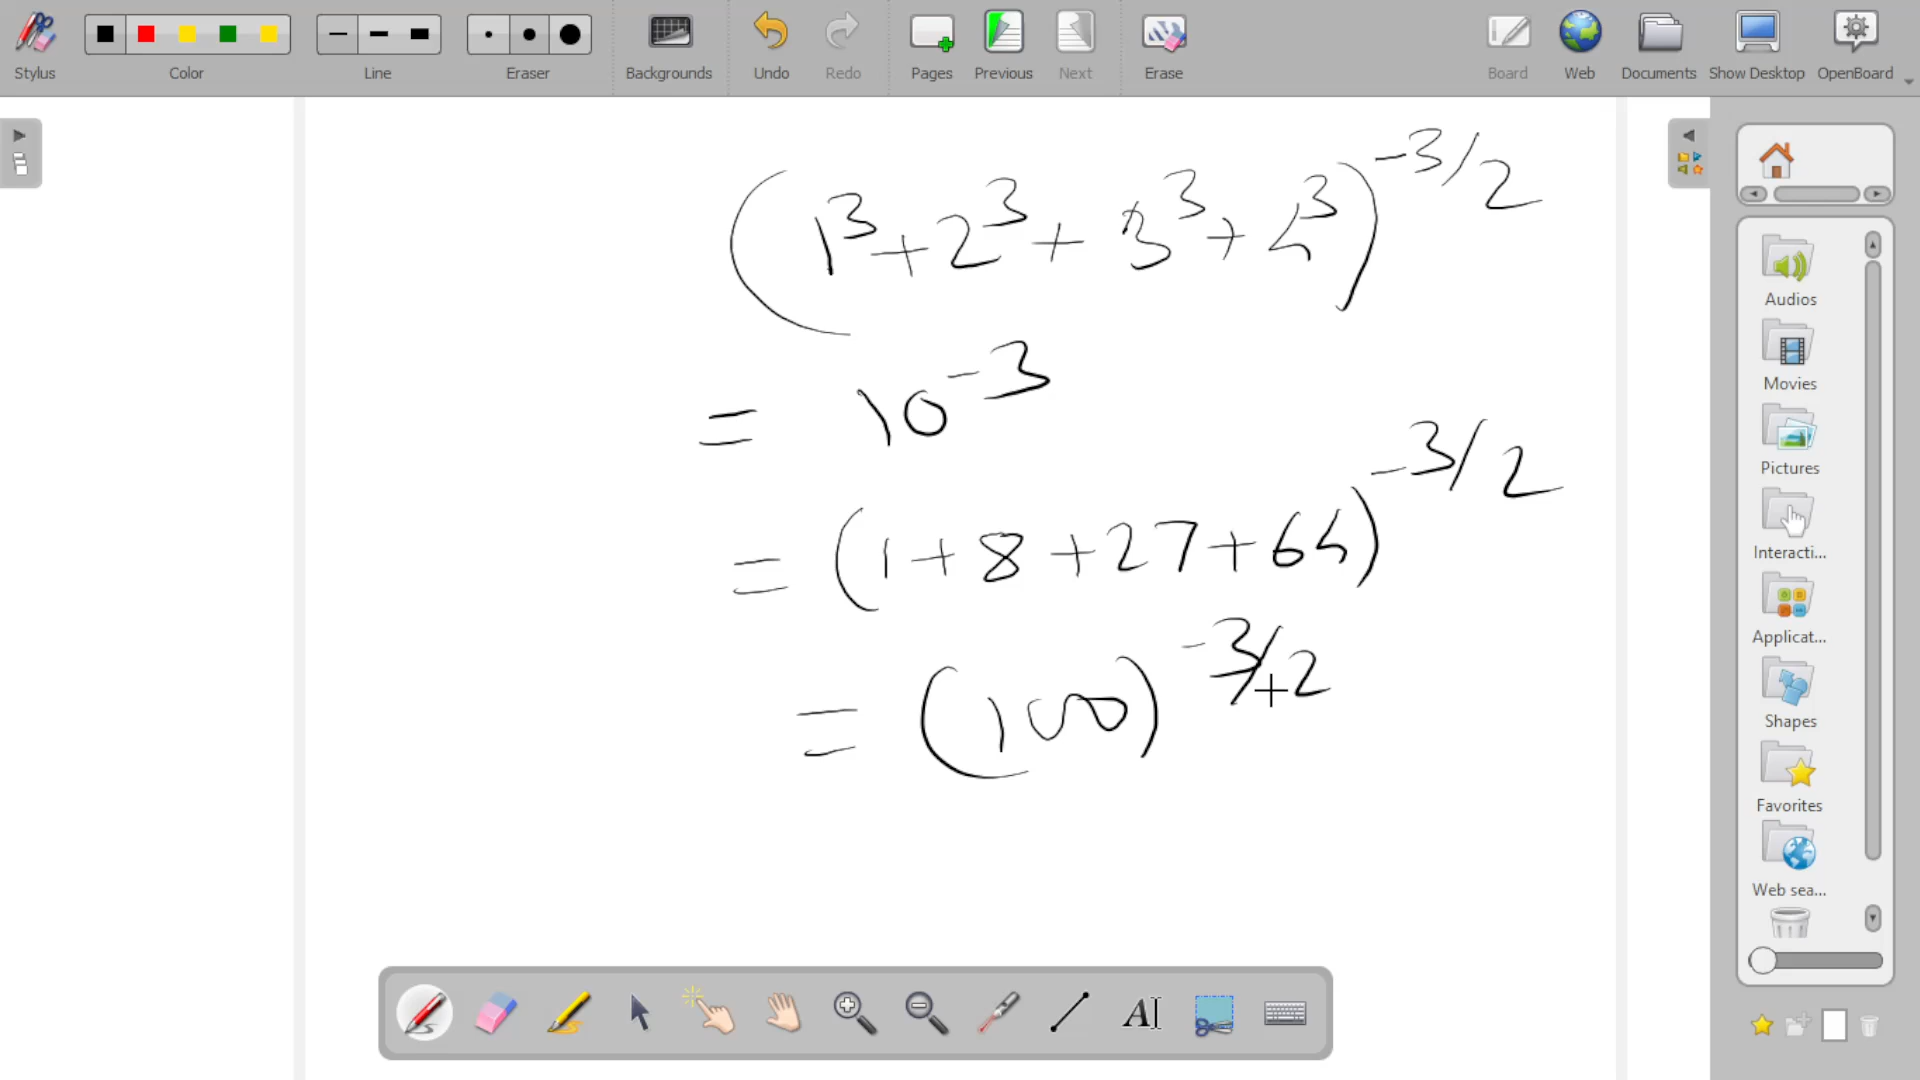 Stylus Color Line Eraser Backgrounds Undo Redo Pages Previous Next Erase Board Web Documents Show Desktop OpenBoard
(1³+2³+3³+4³)^-3/2
= 10^-3
= (1+8+27+64)^-3/2
= (100)^-3/2
Audios
Movies
Pictures
Interacti...
Applicat...
Shapes
Favorites
Web sea...
AI